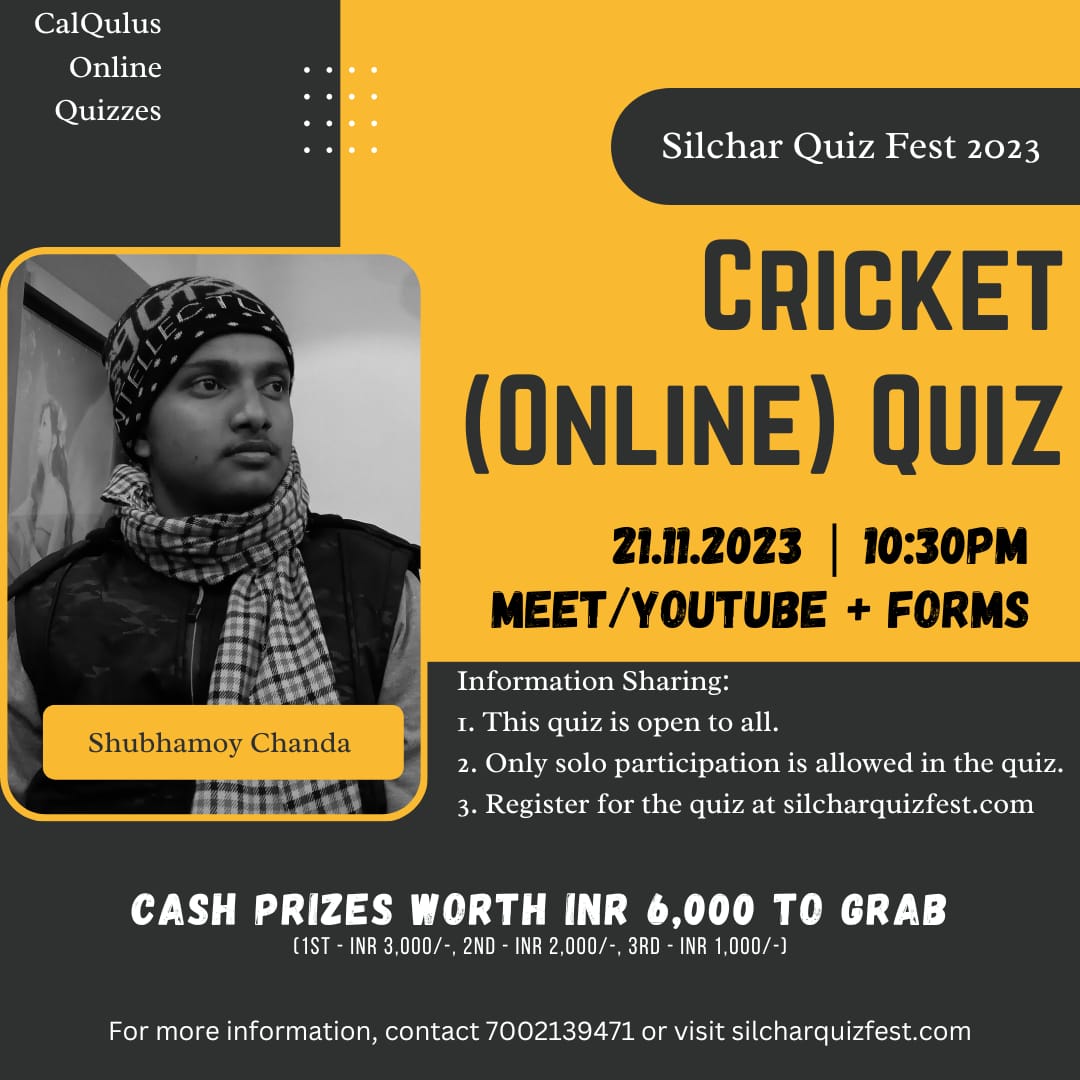 CalQulus
Online
Quizzes
Silchar Quiz Fest 2023
CRICKET
(ONLINE) QUIZ
21.11.2023 | 10:30PM
MEET/YOUTUBE + FORMS
INTELLECTU
Shubhamoy Chanda
Information Sharing:
1. This quiz is open to all.
2. Only solo participation is allowed in the quiz.
3. Register for the quiz at silcharquizfest.com
CASH PRIZES WORTH INR 6,000 TO GRAB
(1ST - INR 3,000/-, 2ND - INR 2,000/-, 3RD - INR 1,000/-)
For more information, contact 7002139471 or visit silcharquizfest.com